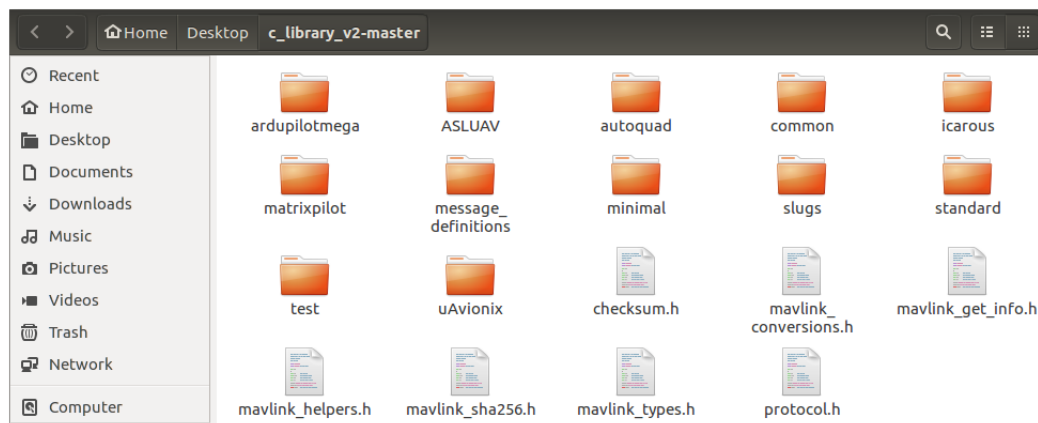 Home Desktop c_library_v2-master
Recent
Home
Desktop
Documents
Downloads
Music
Pictures
Videos
Trash
Network
Computer
ardupilotmega ASLUAV autoquad common icarous
matrixpilot message_ minimal slugs standard
definitions
test uAvionix checksum.h mavlink_ mavlink_get_info.h
conversions.h
mavlink_helpers.h mavlink_sha256.h mavlink_types.h protocol.h